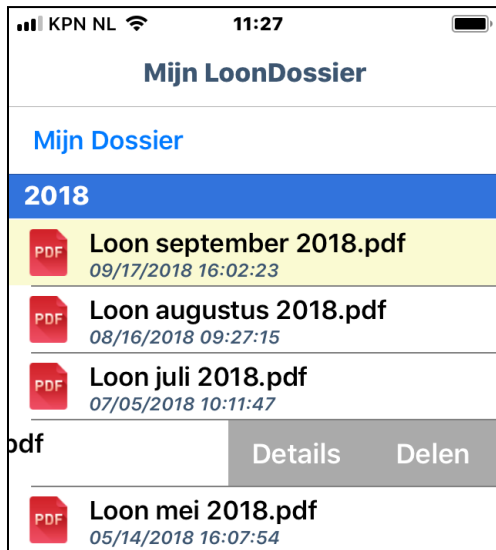 KPN NL 11:27
Mijn LoonDossier
Mijn Dossier
2018
PDF Loon september 2018.pdf
09/17/2018 16:02:23
PDF Loon augustus 2018.pdf
08/16/2018 09:27:15
PDF Loon juli 2018.pdf
07/05/2018 10:11:47
pdf Details Delen
PDF Loon mei 2018.pdf
05/14/2018 16:07:54